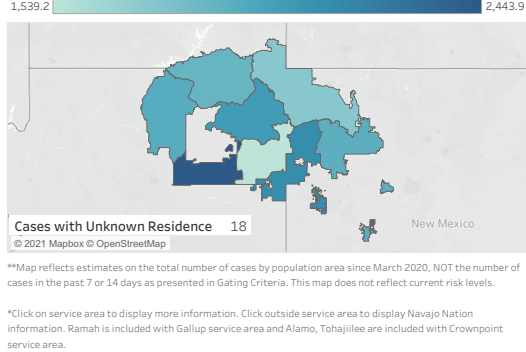 1,539.2 2,443.9
New Mexico
Cases with Unknown Residence 18
© 2021 Mapbox © OpenStreetMap
**Map reflects estimates on the total number of cases by population area since March 2020, NOT the number of
cases in the past 7 or 14 days as presented in Gating Criteria. This map does not reflect current risk levels.
*Click on service area to display more information. Click outside service area to display Navajo Nation
information. Ramah is included with Gallup service area and Alamo, Tohajiilee are included with Crownpoint
service area.